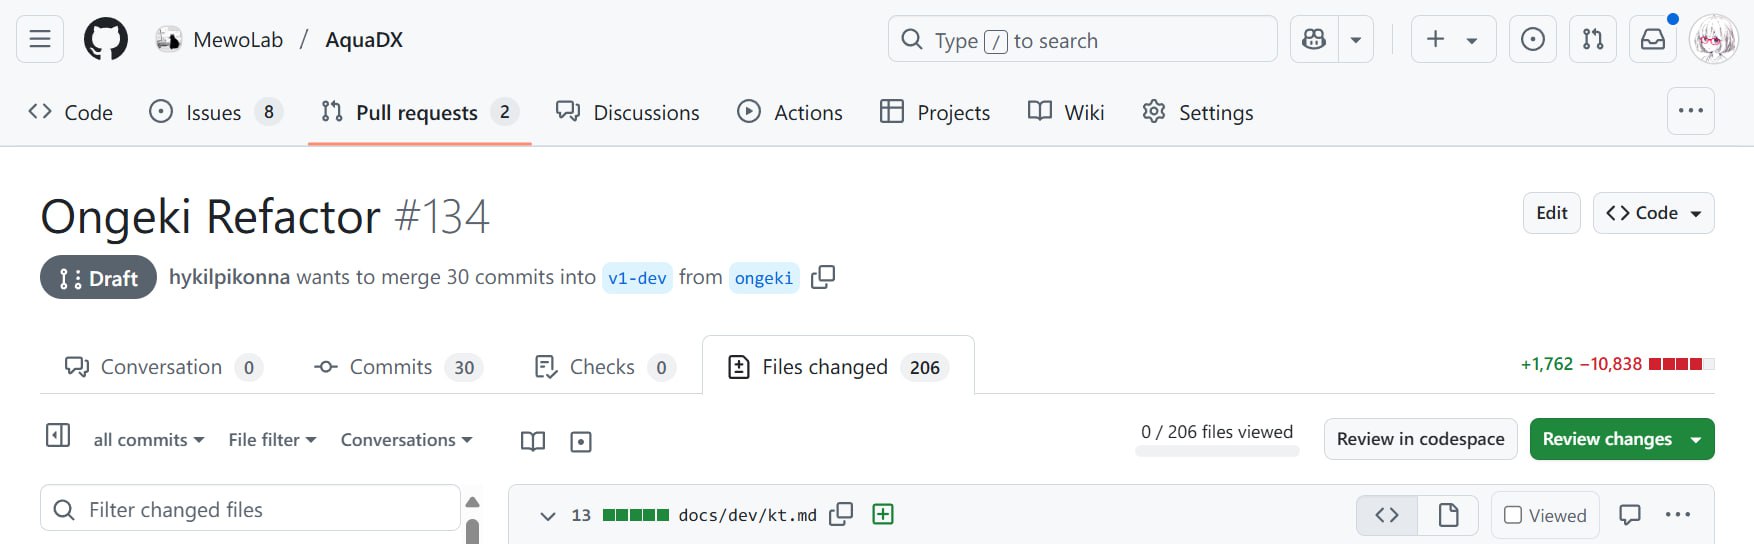 MewoLab / AquaDX
Type / to search
Code
Issues 8
Pull requests 2
Discussions
Actions
Projects
Wiki
Settings
Ongeki Refactor #134
Edit
Code
Draft
hykilpikonna wants to merge 30 commits into v1-dev from ongeki
Conversation 0
Commits 30
Checks 0
Files changed 206
+1,762 −10,838
all commits
File filter
Conversations
0 / 206 files viewed
Review in codespace
Review changes
Filter changed files
13 docs/dev/kt.md
Viewed